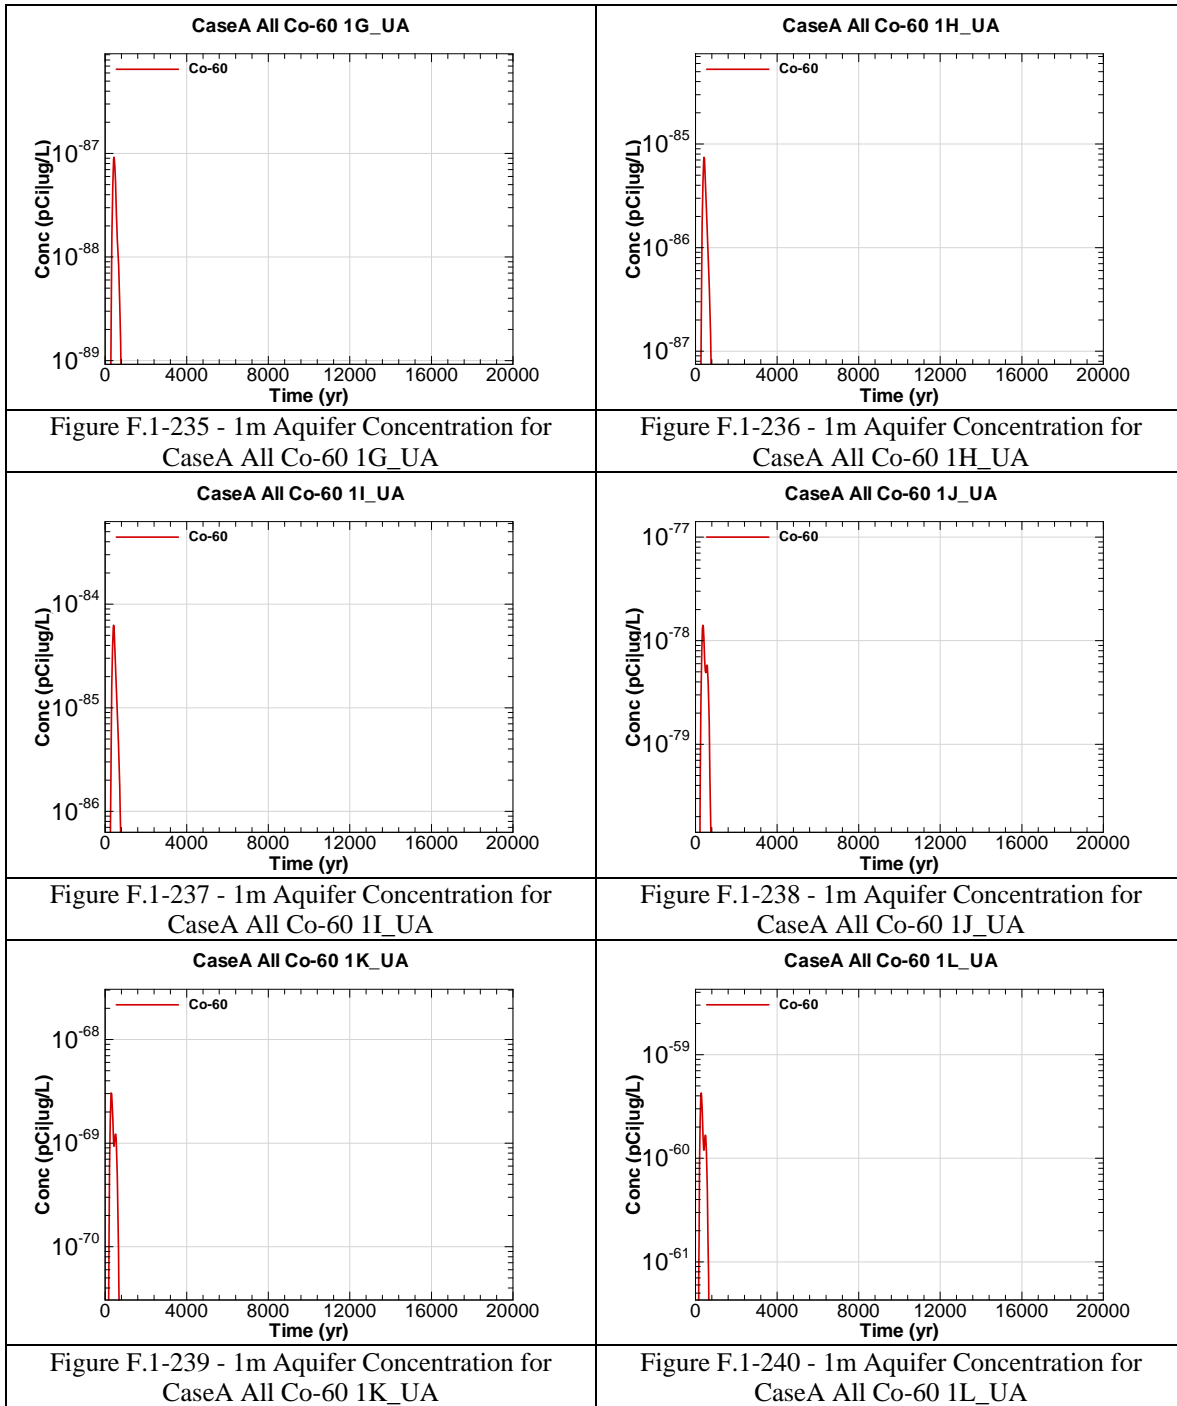 CaseA All Co-60 1G_UA
Co-60
Conc (pCi|ug/L)
10-87
10-88
10-89
0 4000 8000 12000 16000 20000
Time (yr)
Figure F.1-235 - 1m Aquifer Concentration for
CaseA All Co-60 1G_UA
CaseA All Co-60 1H_UA
Co-60
Conc (pCi|ug/L)
10-85
10-86
10-87
0 4000 8000 12000 16000 20000
Time (yr)
Figure F.1-236 - 1m Aquifer Concentration for
CaseA All Co-60 1H_UA
CaseA All Co-60 1I_UA
Co-60
Conc (pCi|ug/L)
10-84
10-85
10-86
0 4000 8000 12000 16000 20000
Time (yr)
Figure F.1-237 - 1m Aquifer Concentration for
CaseA All Co-60 1I_UA
CaseA All Co-60 1J_UA
Co-60
Conc (pCi|ug/L)
10-77
10-78
10-79
0 4000 8000 12000 16000 20000
Time (yr)
Figure F.1-238 - 1m Aquifer Concentration for
CaseA All Co-60 1J_UA
CaseA All Co-60 1K_UA
Co-60
Conc (pCi|ug/L)
10-68
10-69
10-70
0 4000 8000 12000 16000 20000
Time (yr)
Figure F.1-239 - 1m Aquifer Concentration for
CaseA All Co-60 1K_UA
CaseA All Co-60 1L_UA
Co-60
Conc (pCi|ug/L)
10-59
10-60
10-61
0 4000 8000 12000 16000 20000
Time (yr)
Figure F.1-240 - 1m Aquifer Concentration for
CaseA All Co-60 1L_UA